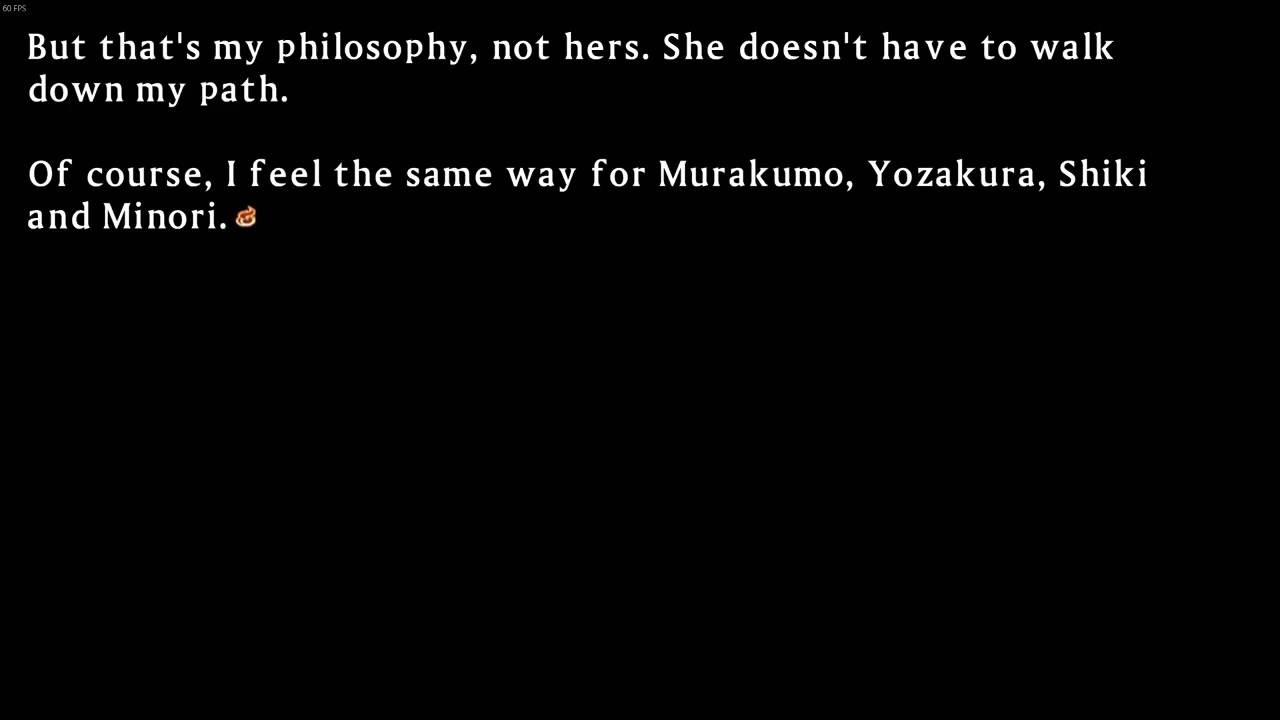 60 FPS
But that's my philosophy, not hers. She doesn't have to walk
down my path.
Of course, I feel the same way for Murakumo, Yozakura, Shiki
and Minori.